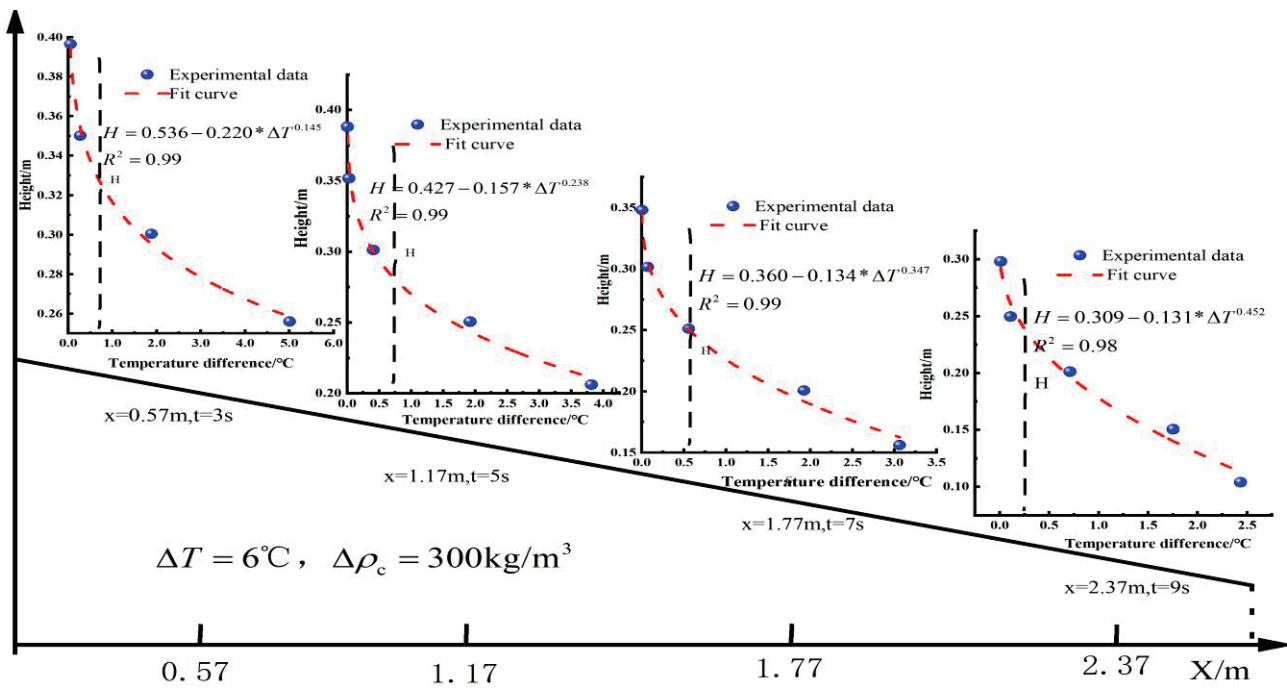 0.40
0.38
0.36
0.34
0.32
0.30
0.28
0.26
Height/m
Experimental data
Fit curve
H = 0.536 − 0.220 * ΔT^0.145
R² = 0.99
H
0.0 1.0 2.0 3.0 4.0 5.0 6.0
Temperature difference/°C
x=0.57m,t=3s
0.40
0.35
0.30
0.25
0.20
Height/m
Experimental data
Fit curve
H = 0.427 − 0.157 * ΔT^0.238
R² = 0.99
H
0.0 0.5 1.0 1.5 2.0 2.5 3.0 3.5 4.0
Temperature difference/°C
x=1.17m,t=5s
0.35
0.30
0.25
0.20
0.15
Height/m
Experimental data
Fit curve
H = 0.360 − 0.134 * ΔT^0.347
R² = 0.99
H
0.0 0.5 1.0 1.5 2.0 2.5 3.0 3.5
Temperature difference/°C
x=1.77m,t=7s
0.30
0.25
0.20
0.15
0.10
Height/m
Experimental data
Fit curve
H = 0.309 − 0.131 * ΔT^0.452
R² = 0.98
H
0.0 0.5 1.0 1.5 2.0 2.5
Temperature difference/°C
x=2.37m,t=9s
ΔT = 6℃， Δρc = 300kg/m³
0.57 1.17 1.77 2.37 X/m